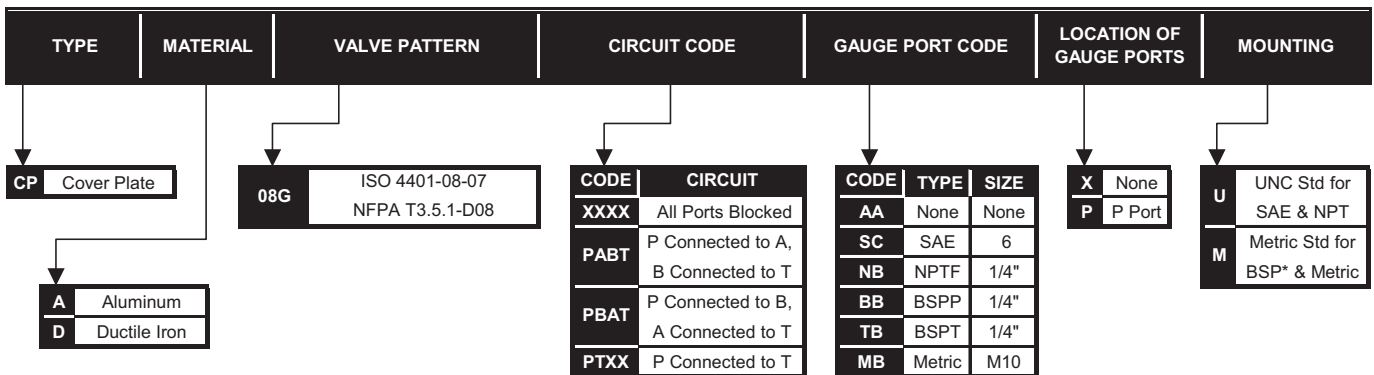 TYPE
MATERIAL
VALVE PATTERN
CIRCUIT CODE
GAUGE PORT CODE
LOCATION OF
GAUGE PORTS
MOUNTING
CP Cover Plate
A Aluminum
D Ductile Iron
08G
ISO 4401-08-07
NFPA T3.5.1-D08
CODE CIRCUIT
XXXX All Ports Blocked
PABT
P Connected to A,
B Connected to T
PBAT
P Connected to B,
A Connected to T
PTXX P Connected to T
CODE TYPE SIZE
AA None None
SC SAE 6
NB NPTF 1/4"
BB BSPP 1/4"
TB BSPT 1/4"
MB Metric M10
X None
P P Port
U
UNC Std for
SAE & NPT
M
Metric Std for
BSP* & Metric